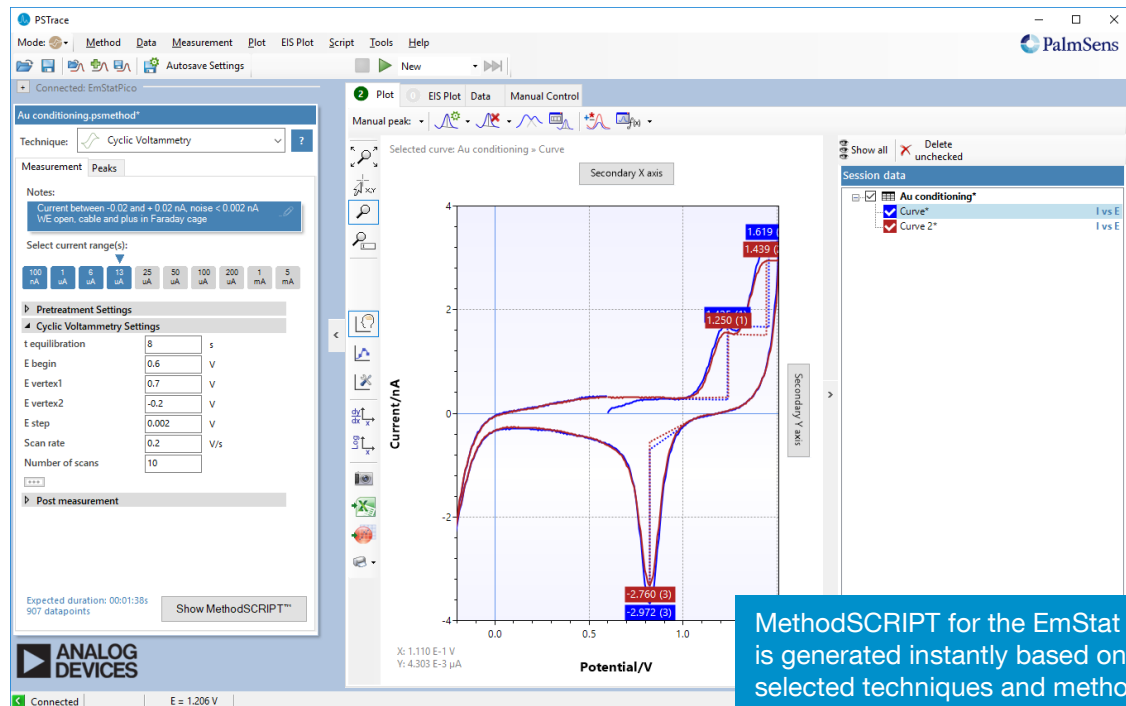 PSTrace
Mode: Method Data Measurement Plot EIS Plot Script Tools Help
PalmSens
Autosave Settings
New
+ Connected: EmStatPico
2 Plot 0 EIS Plot Data Manual Control
Au conditioning.psmethod*
Manual peak:
Technique: Cyclic Voltammetry ?
Measurement Peaks
Notes:
Current between -0.02 and + 0.02 nA, noise < 0.002 nA
WE open, cable and plus in Faraday cage
Select current range(s):
100 nA 1 uA 6 uA 13 uA 25 uA 50 uA 100 uA 200 uA 1 mA 5 mA
Pretreatment Settings
Cyclic Voltammetry Settings
t equilibration 8 s
E begin 0.6 V
E vertex1 0.7 V
E vertex2 -0.2 V
E step 0.002 V
Scan rate 0.2 V/s
Number of scans 10
Post measurement
Expected duration: 00:01:38s
907 datapoints
Show MethodSCRIPT™
ANALOG
DEVICES
Connected E = 1.206 V
Selected curve: Au conditioning » Curve
Secondary X axis
x,y
dy
dx x
Log
x
Current/nA
4
2
0
-2
-4
1.619 (
1.439 (
1.250 (1)
-2.760 (3)
-2.972 (3)
0.0 0.5 1.0
Potential/V
X: 1.110 E-1 V
Y: 4.303 E-3 µA
Secondary Y axis
Show all Delete
unchecked
Session data
Au conditioning*
Curve* I vs E
Curve 2* I vs E
MethodSCRIPT for the EmStat
is generated instantly based on
selected techniques and metho